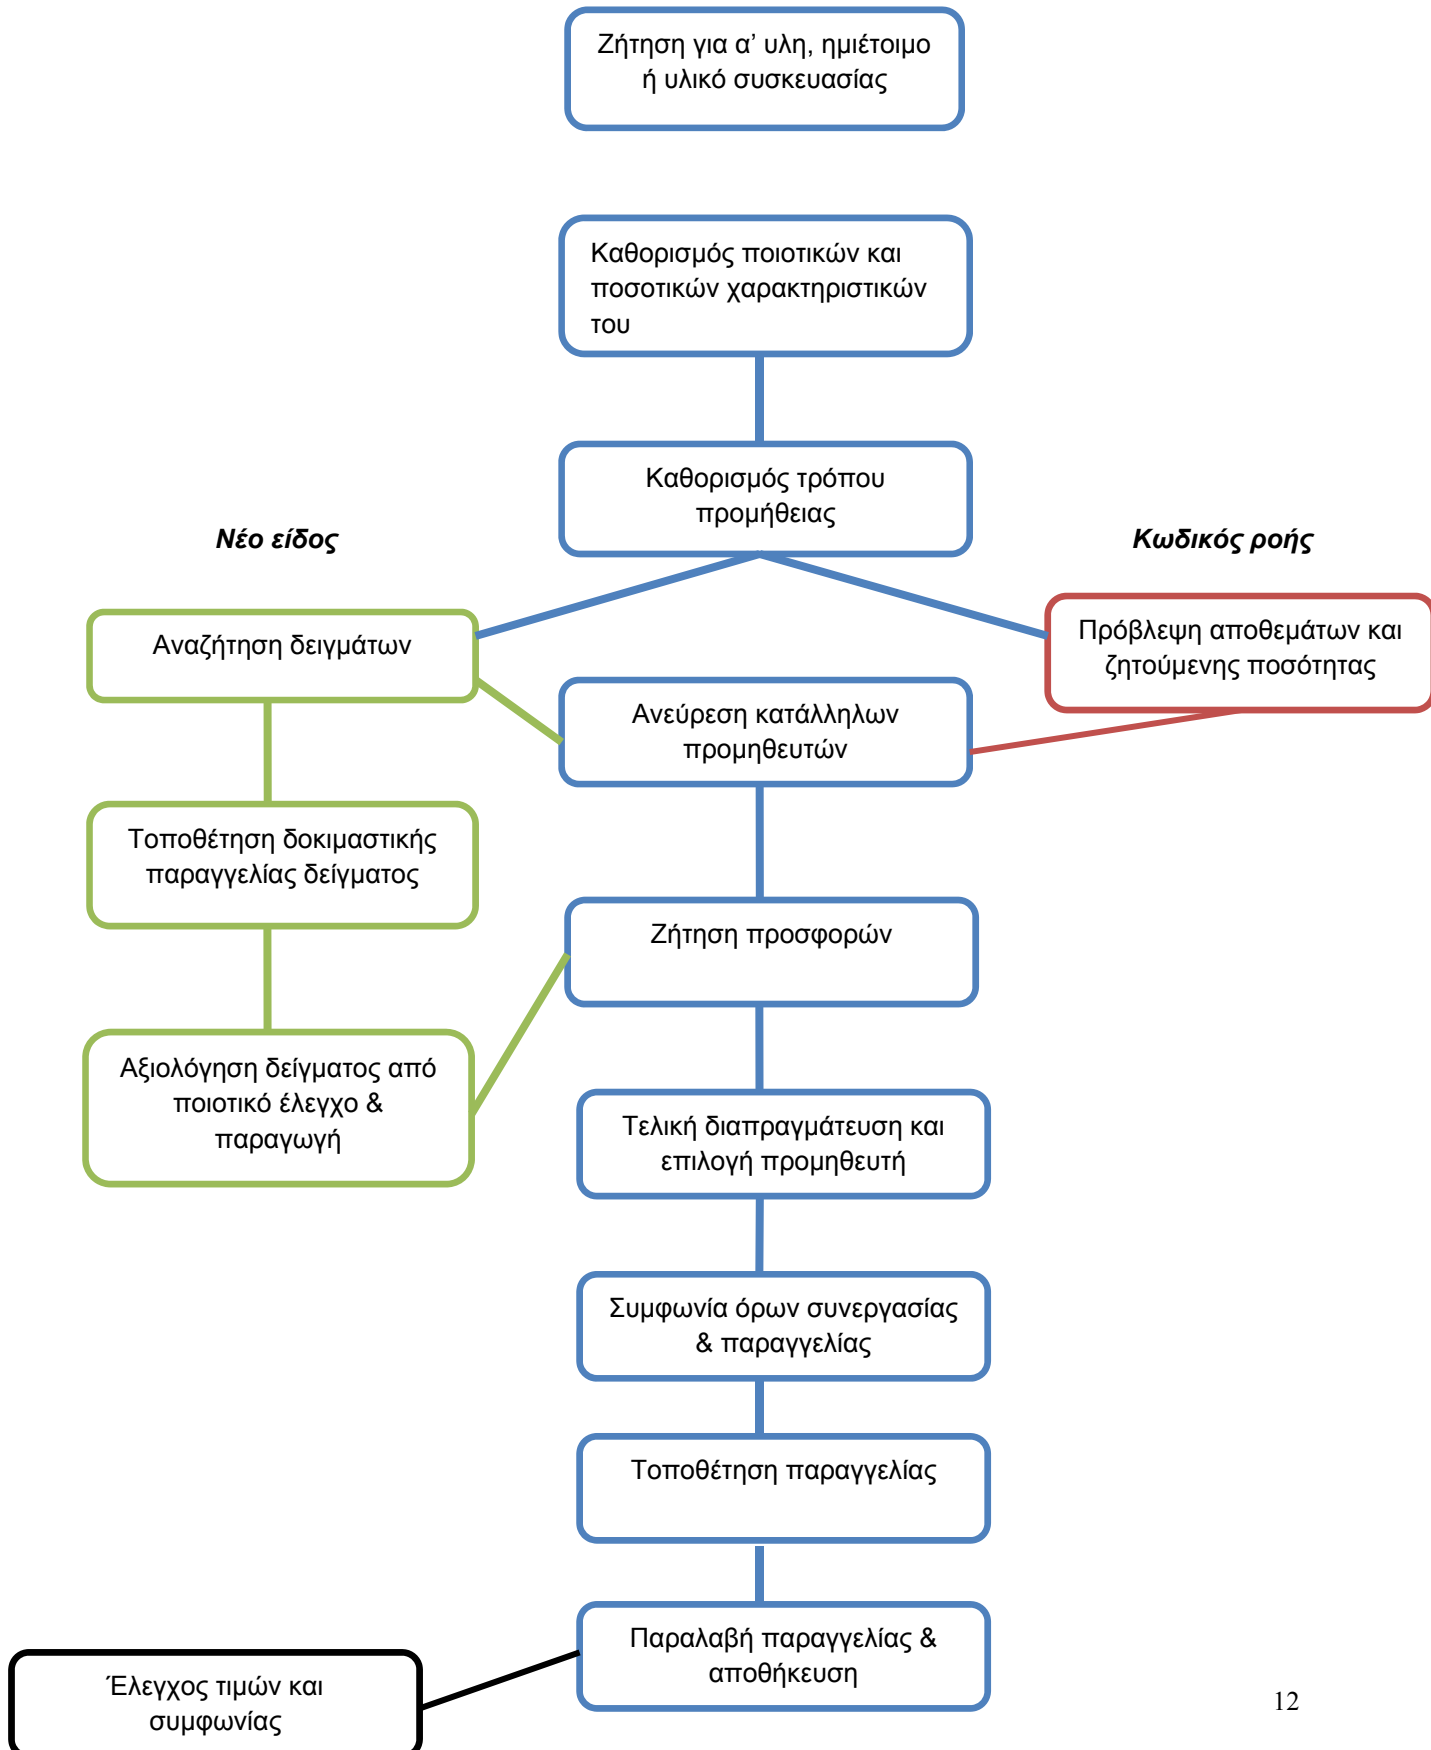 Ζήτηση για α’ υλη, ημιέτοιμο
ή υλικό συσκευασίας
Καθορισμός ποιοτικών και
ποσοτικών χαρακτηριστικών
του
Καθορισμός τρόπου
προμήθειας
Νέο είδος
Κωδικός ροής
Αναζήτηση δειγμάτων
Πρόβλεψη αποθεμάτων και
ζητούμενης ποσότητας
Ανεύρεση κατάλληλων
προμηθευτών
Τοποθέτηση δοκιμαστικής
παραγγελίας δείγματος
Ζήτηση προσφορών
Αξιολόγηση δείγματος από
ποιοτικό έλεγχο &
παραγωγή
Τελική διαπραγμάτευση και
επιλογή προμηθευτή
Συμφωνία όρων συνεργασίας
& παραγγελίας
Τοποθέτηση παραγγελίας
Παραλαβή παραγγελίας &
αποθήκευση
Έλεγχος τιμών και
συμφωνίας
12